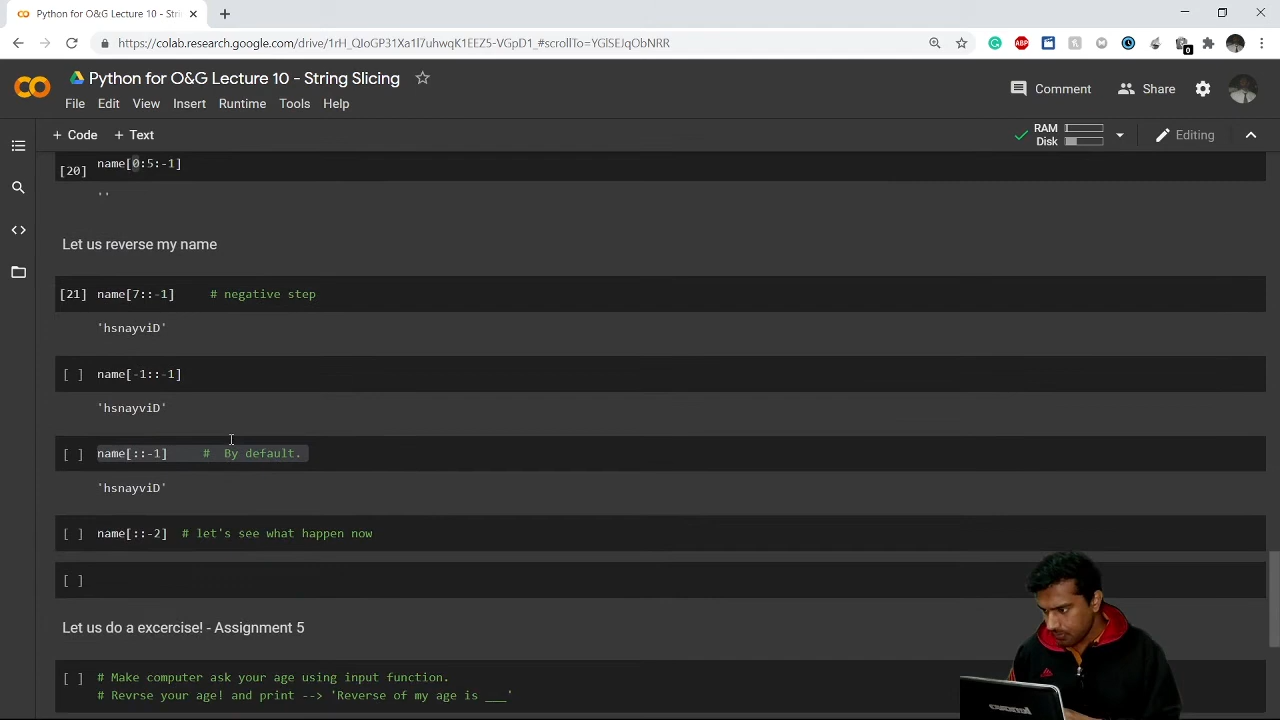 Python for O&G Lecture 10 - Stri
https://colab.research.google.com/drive/1rH_QIoGP31Xa1I7uhwqK1EEZ5-VGpD1_#scrollTo=YGlSEJqObNRR
Python for O&G Lecture 10 - String Slicing
Comment
Share
File Edit View Insert Runtime Tools Help
+ Code + Text
RAM
Disk
Editing
name[0:5:-1]
[20]
''
Let us reverse my name
[21] name[7::-1] # negative step
'hsnayviD'
[ ] name[-1::-1]
'hsnayviD'
[ ] name[::-1] # By default.
'hsnayviD'
[ ] name[::-2] # let's see what happen now
[ ]
Let us do a excercise! - Assignment 5
[ ] # Make computer ask your age using input function.
# Revrse your age! and print --> 'Reverse of my age is ___'